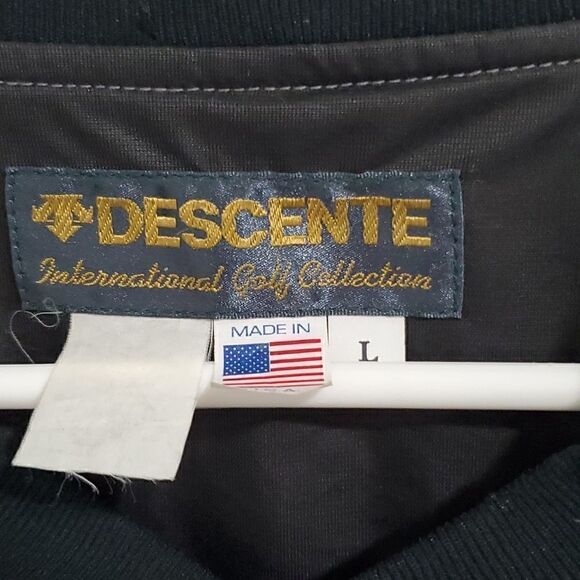 DESCENTE
International Golf Collection
MADE IN
L